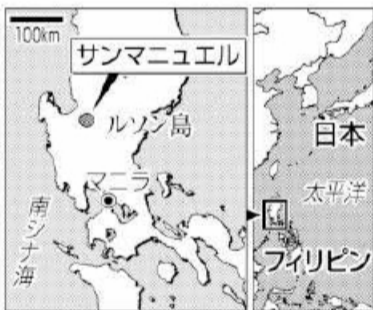 100km
サンマニュエル
ルソン島
マニラ
南シナ海
日本
太平洋
フィリピン